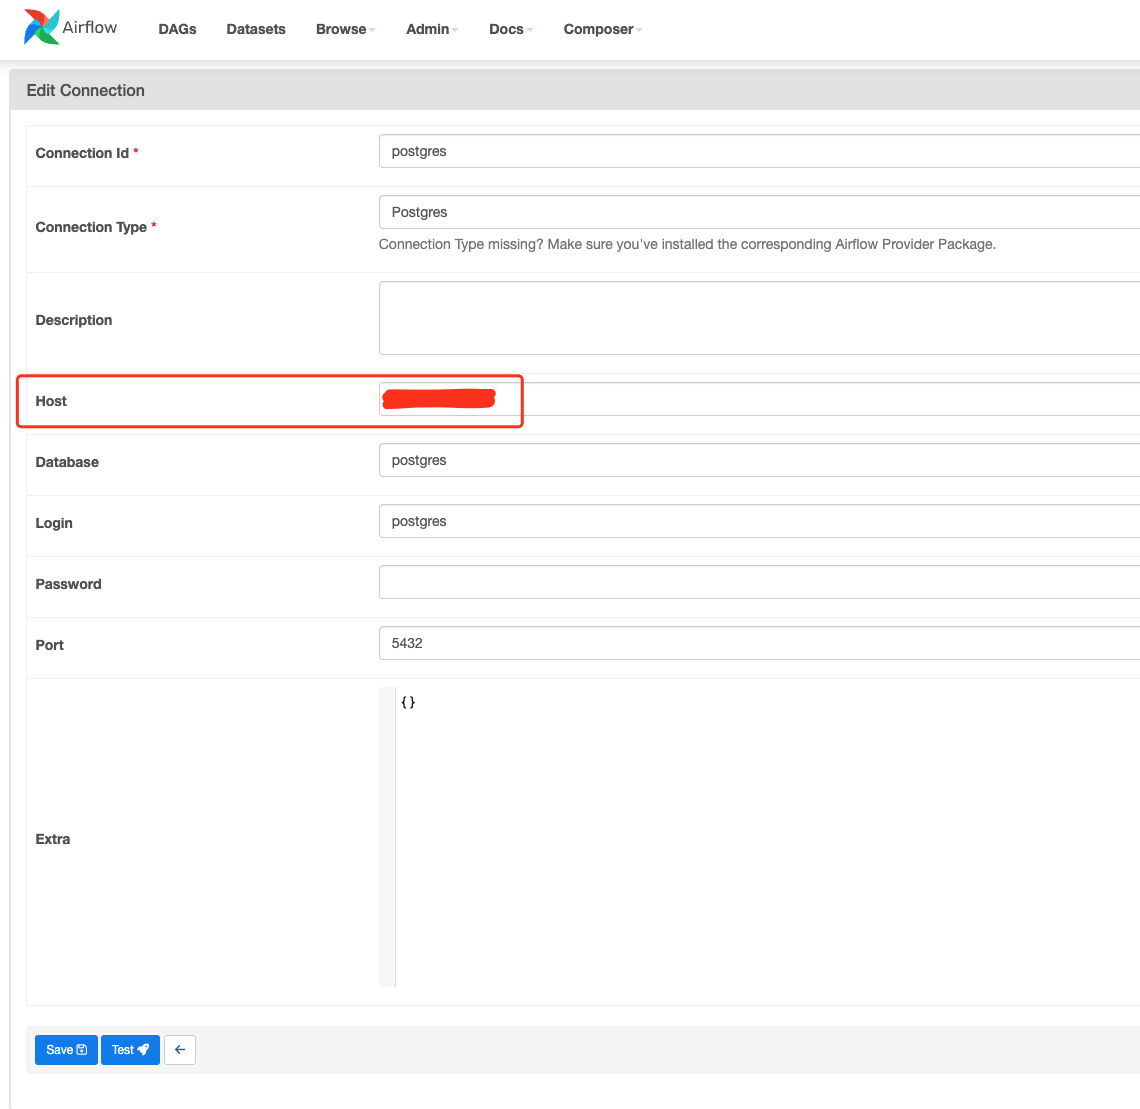 Airflow DAGs Datasets Browse Admin Docs Composer
Edit Connection
Connection Id * postgres
Connection Type * Postgres
Connection Type missing? Make sure you've installed the corresponding Airflow Provider Package.
Description
Host
Database postgres
Login postgres
Password
Port 5432
{}
Extra
Save Test